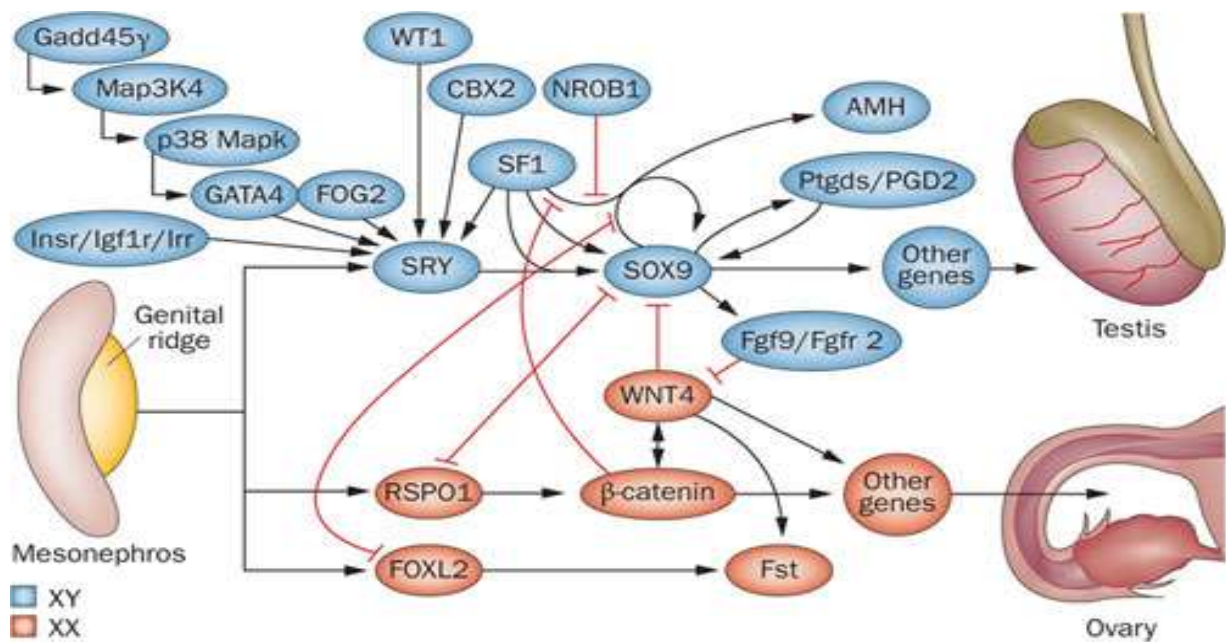 Gadd45γ
WT1
Map3K4
CBX2
NR0B1
AMH
p38 Mapk
SF1
GATA4
FOG2
Ptgds/PGD2
Insr/Igf1r/Irr
SRY
SOX9
Other
genes
Genital
ridge
Testis
Fgf9/Fgfr 2
WNT4
RSPO1
β-catenin
Other
genes
Mesonephros
FOXL2
Fst
XY
XX
Ovary